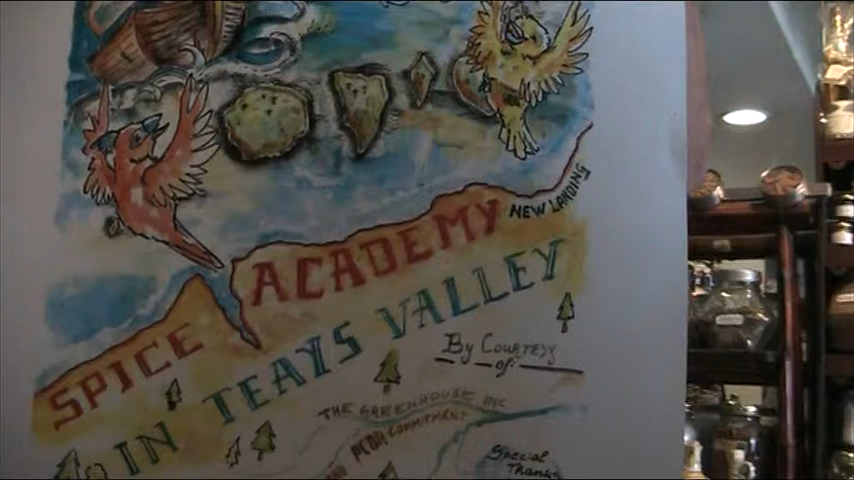 NEW LANDING
SPICE ACADEMY
IN TEAYS VALLEY
By Courtesy
of
THE GREENHOUSE INC
COMMITMENT
Special
Thanks